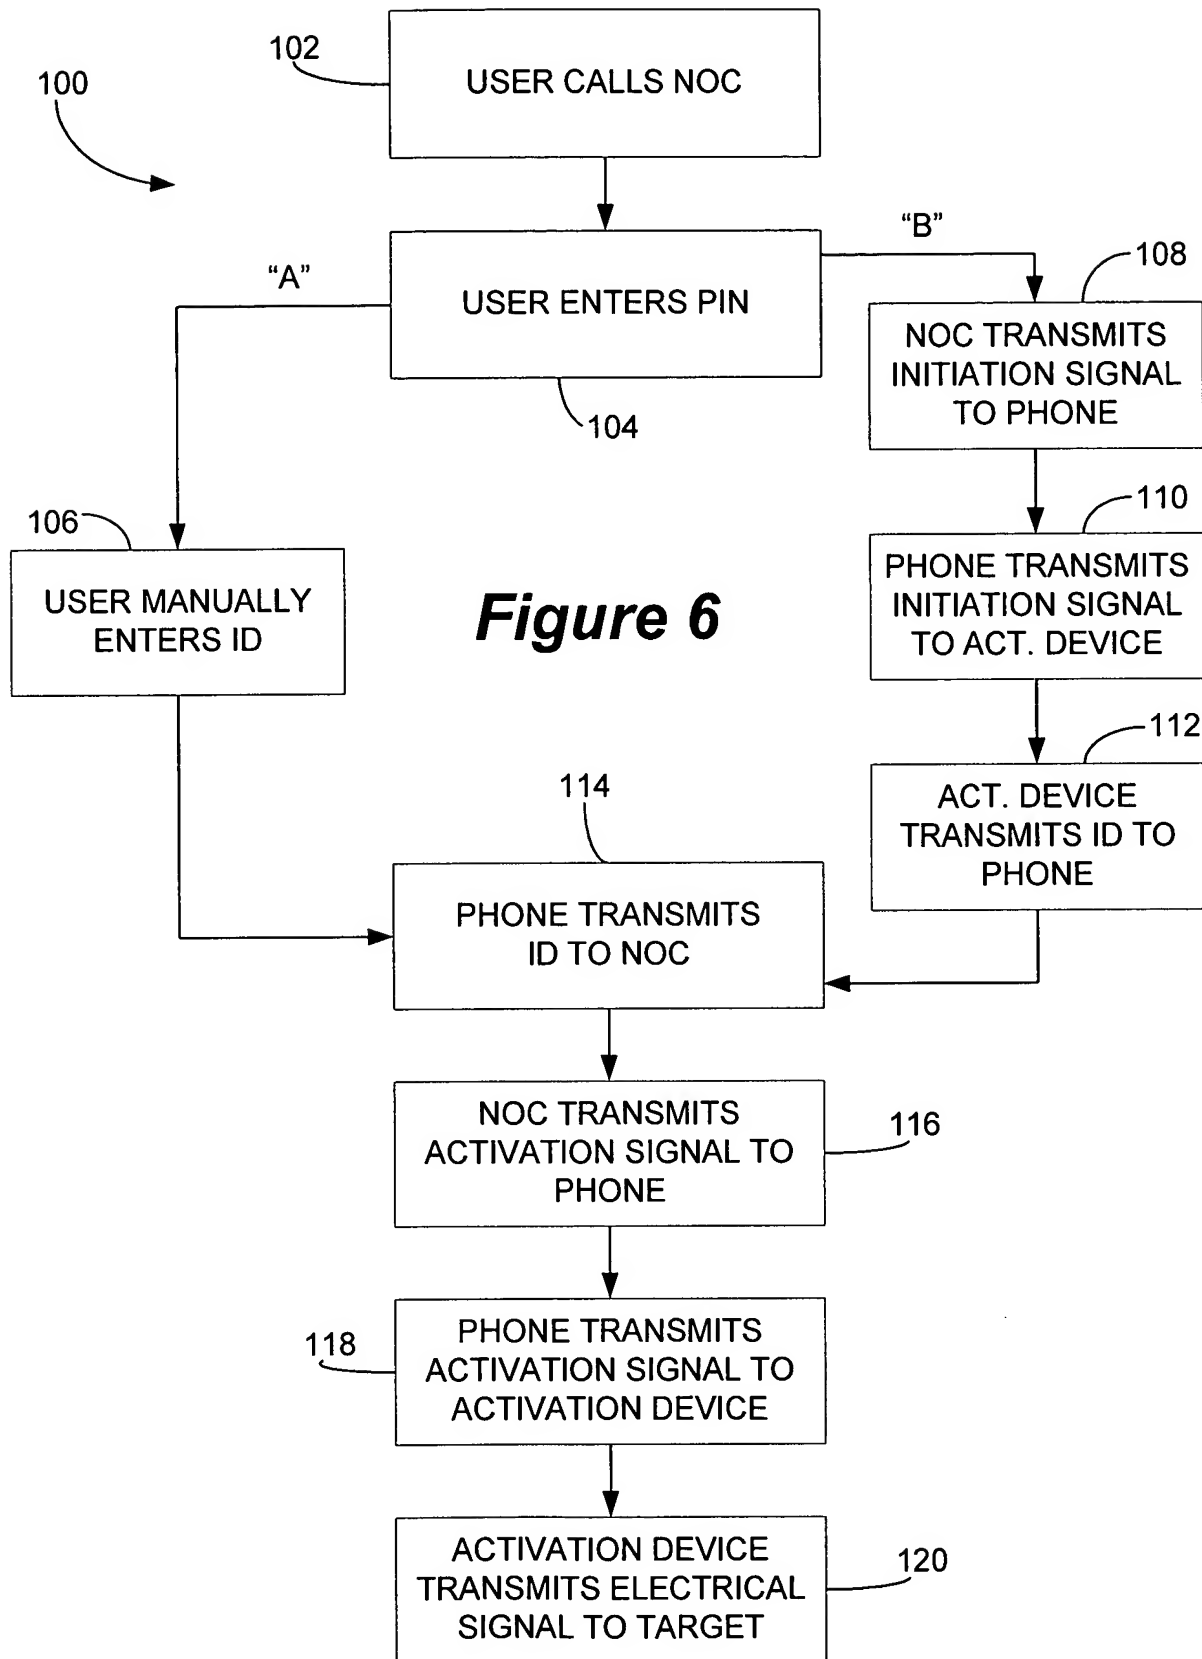 102
USER CALLS NOC
100
"B"
"A"
108
USER ENTERS PIN
NOC TRANSMITS
INITIATION SIGNAL
TO PHONE
104
110
106
PHONE TRANSMITS
INITIATION SIGNAL
TO ACT. DEVICE
USER MANUALLY
ENTERS ID
Figure 6
112
ACT. DEVICE
TRANSMITS ID TO
PHONE
114
PHONE TRANSMITS
ID TO NOC
NOC TRANSMITS
ACTIVATION SIGNAL TO
PHONE
116
118
PHONE TRANSMITS
ACTIVATION SIGNAL TO
ACTIVATION DEVICE
ACTIVATION DEVICE
TRANSMITS ELECTRICAL
SIGNAL TO TARGET
120